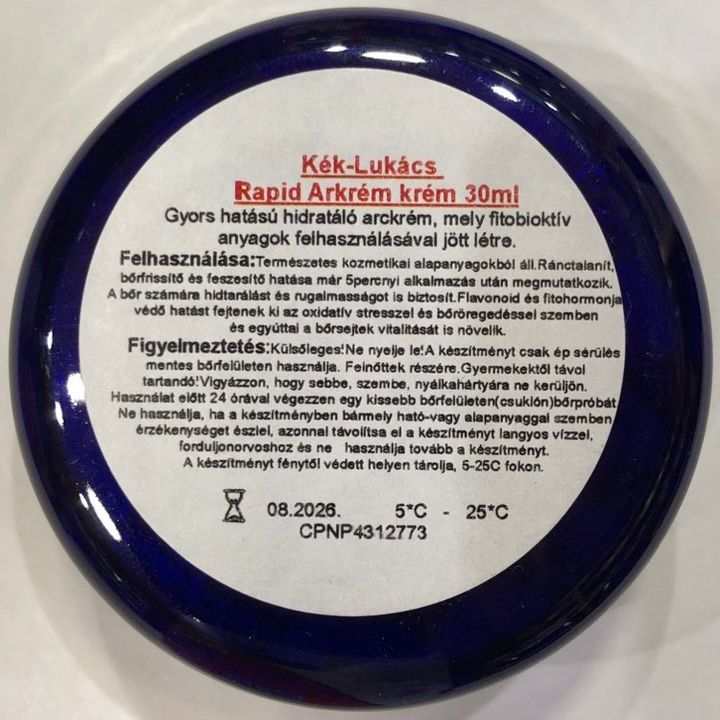 Kék-Lukács
Rapid Arkrém krém 30ml
Gyors hatású hidratáló arckrém, mely fitobioktív
anyagok felhasználásával jött létre.
Felhasználása:Természetes kozmetikai alapanyagokból áll.Ránctalanít,
bőrfrissítő és feszesítő hatása már 5percnyi alkalmazás után megmutatkozik.
A bőr számára hidtarálást és rugalmasságot is biztosít.Flavonoid és fitohormonja
védő hatást fejtenek ki az oxidatív stresszel és bőröregedéssel szemben
és egyúttal a bőrsejtek vitalitását is növelik.
Figyelmeztetés:Külsőleges!Ne nyelje le!A készítményt csak ép sérülés
mentes bőrfelületen használja. Felnőttek részére.Gyermekektől távol
tartandó!Vigyázzon, hogy sebbe, szembe, nyálkahártyára ne kerüljön.
Használat előtt 24 órával végezzen egy kissebb bőrfelületen(csuklón)bőrpróbát.
Ne használja, ha a készítményben bármely ható-vagy alapanyaggal szemben
érzékenységet észlel, azonnal távolítsa el a készítményt langyos vízzel,
forduljonorvoshoz és ne használja tovább a készítményt.
A készítményt fénytől védett helyen tárolja, 5-25C fokon.
08.2026. 5*C - 25*C
CPNP4312773